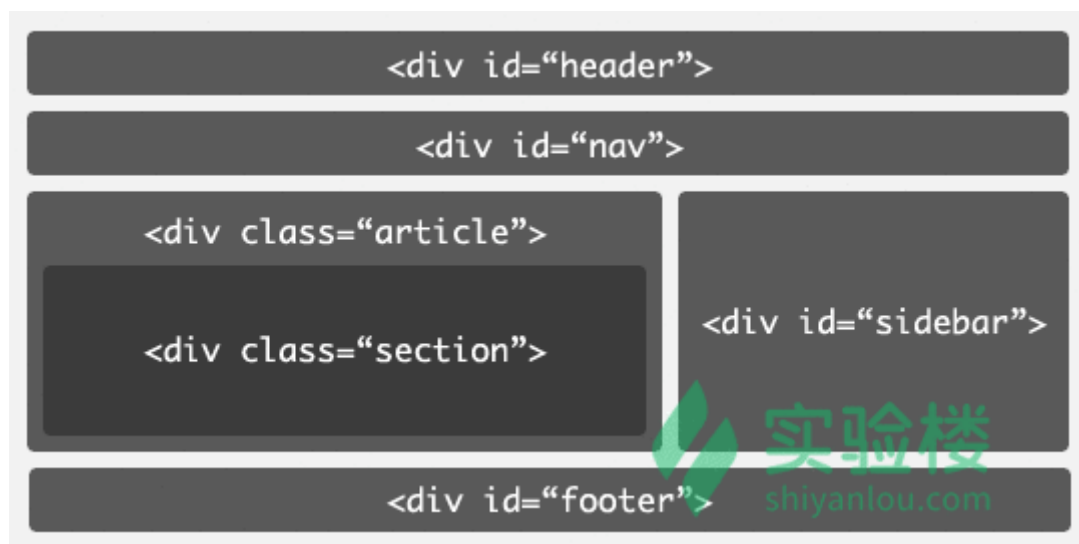 <div id=“header”>
<div id=“nav”>
<div class=“article”>
<div class=“section”>
<div id=“sidebar”>
<div id=“footer”>
实验楼
shiyanlou.com